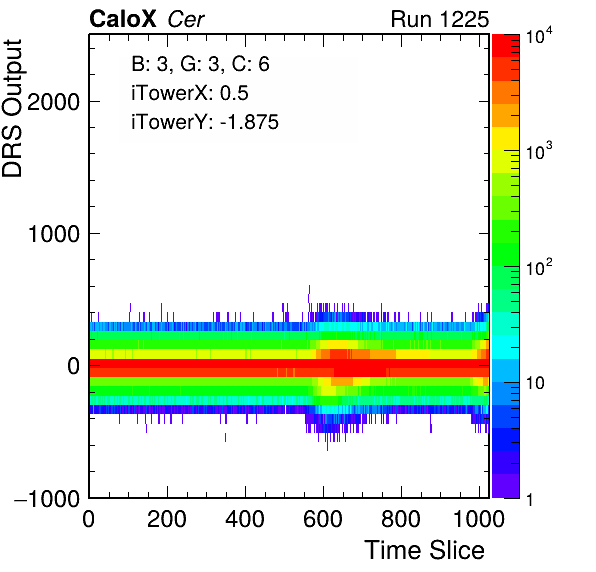 CaloX Cer Run 1225
B: 3, G: 3, C: 6
iTowerX: 0.5
iTowerY: -1.875
DRS Output
2000
1000
0
−1000
0 200 400 600 800 1000
Time Slice
10^4
10^3
10^2
10
1